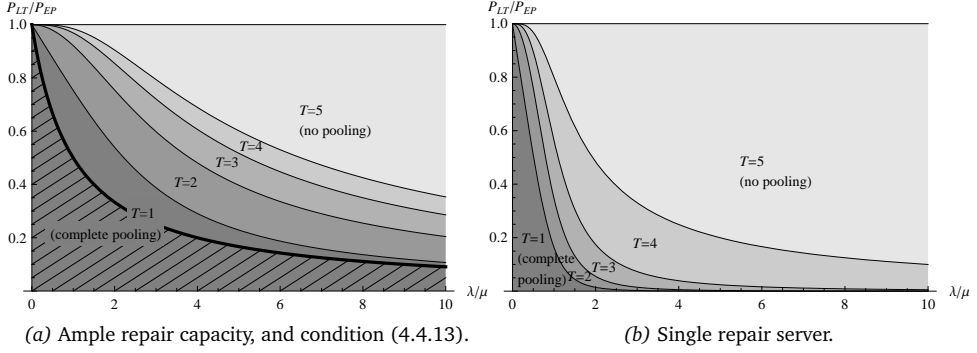 P_LT/P_EP
1.0
0.8
0.6
0.4
0.2
T=5
(no pooling)
T=4
T=3
T=2
T=1
(complete pooling)
0 2 4 6 8 10 λ/μ
(a) Ample repair capacity, and condition (4.4.13).
P_LT/P_EP
1.0
0.8
0.6
0.4
0.2
T=5
(no pooling)
T=4
T=1
(complete
pooling)
T=2
T=3
0 2 4 6 8 10 λ/μ
(b) Single repair server.